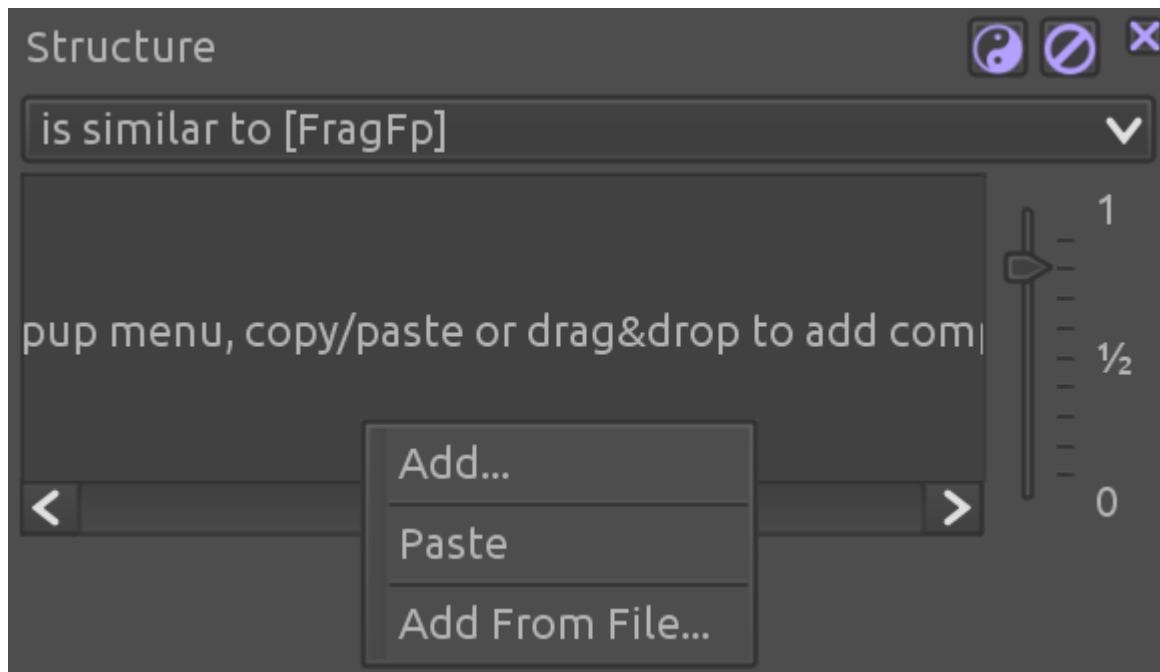 Structure
is similar to [FragFp]
1
pup menu, copy/paste or drag&drop to add com
½
Add...
0
Paste
Add From File...